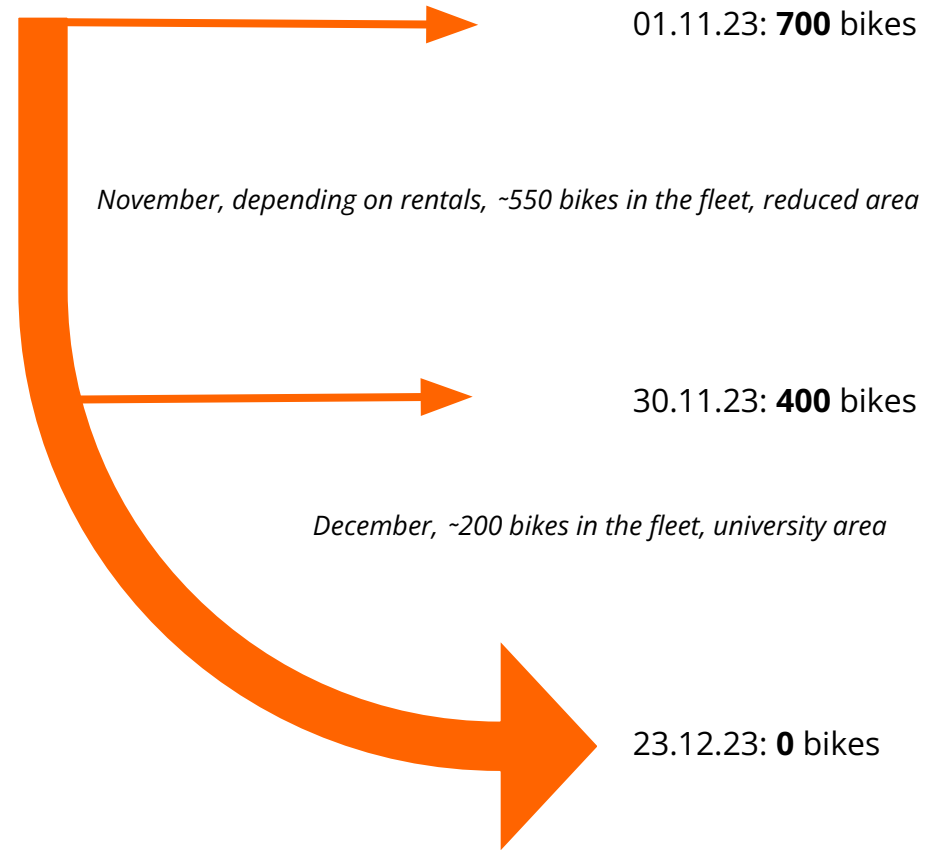 01.11.23: 700 bikes
November, depending on rentals, ~550 bikes in the fleet, reduced area
30.11.23: 400 bikes
December, ~200 bikes in the fleet, university area
23.12.23: 0 bikes